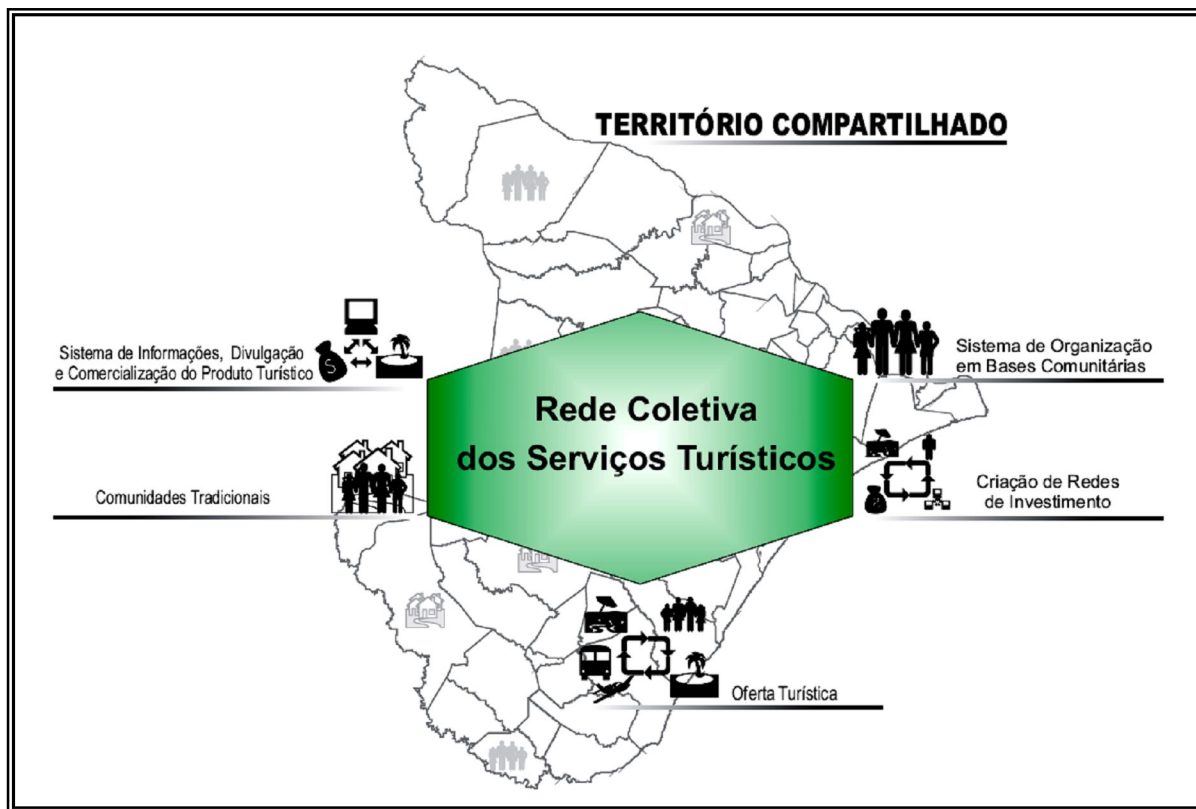 TERRITÓRIO COMPARTILHADO
Sistema de Informações, Divulgação
e Comercialização do Produto Turístico
Sistema de Organização
em Bases Comunitárias
Rede Coletiva
dos Serviços Turísticos
Comunidades Tradicionais
Criação de Redes
de Investimento
Oferta Turística